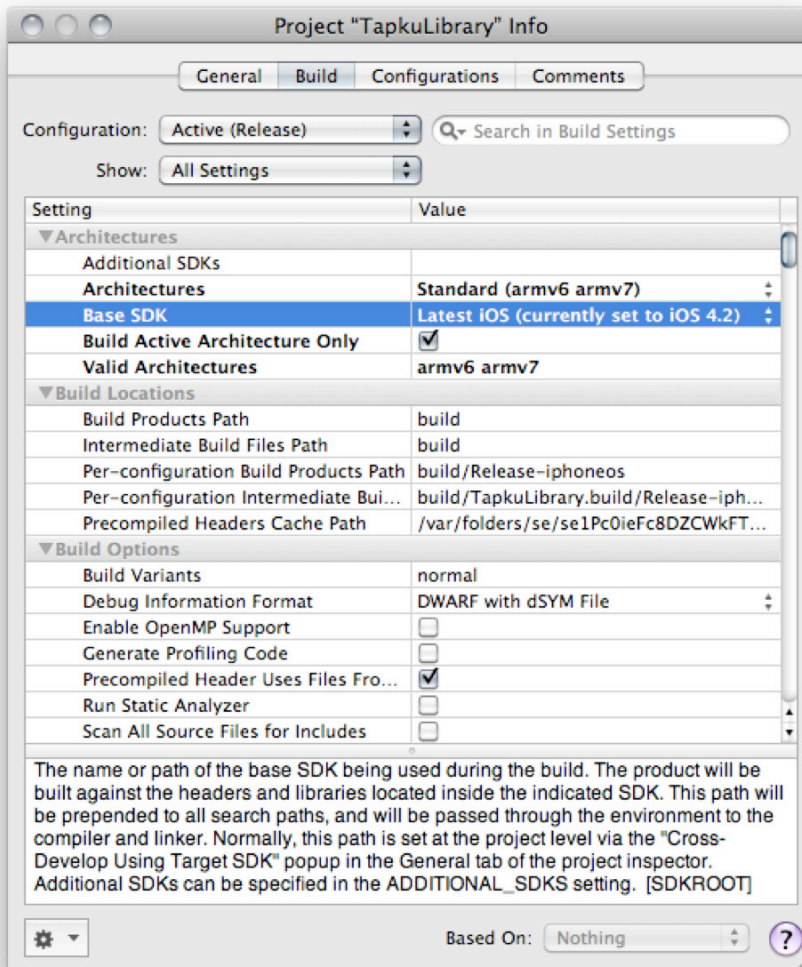 Project "TapkuLibrary" Info
General Build Configurations Comments
Configuration: Active (Release) Search in Build Settings
Show: All Settings
Setting Value
Architectures
Additional SDKs
Architectures Standard (armv6 armv7)
Base SDK Latest iOS (currently set to iOS 4.2)
Build Active Architecture Only
Valid Architectures armv6 armv7
Build Locations
Build Products Path build
Intermediate Build Files Path build
Per-configuration Build Products Path build/Release-iphoneos
Per-configuration Intermediate Bui... build/TapkuLibrary.build/Release-iph...
Precompiled Headers Cache Path /var/folders/se/se1Pc0ieFc8DZCWkFT...
Build Options
Build Variants normal
Debug Information Format DWARF with dSYM File
Enable OpenMP Support
Generate Profiling Code
Precompiled Header Uses Files Fro...
Run Static Analyzer
Scan All Source Files for Includes
The name or path of the base SDK being used during the build. The product will be
built against the headers and libraries located inside the indicated SDK. This path will
be prepended to all search paths, and will be passed through the environment to the
compiler and linker. Normally, this path is set at the project level via the "Cross-
Develop Using Target SDK" popup in the General tab of the project inspector.
Additional SDKs can be specified in the ADDITIONAL_SDKS setting. [SDKROOT]
Based On: Nothing ?